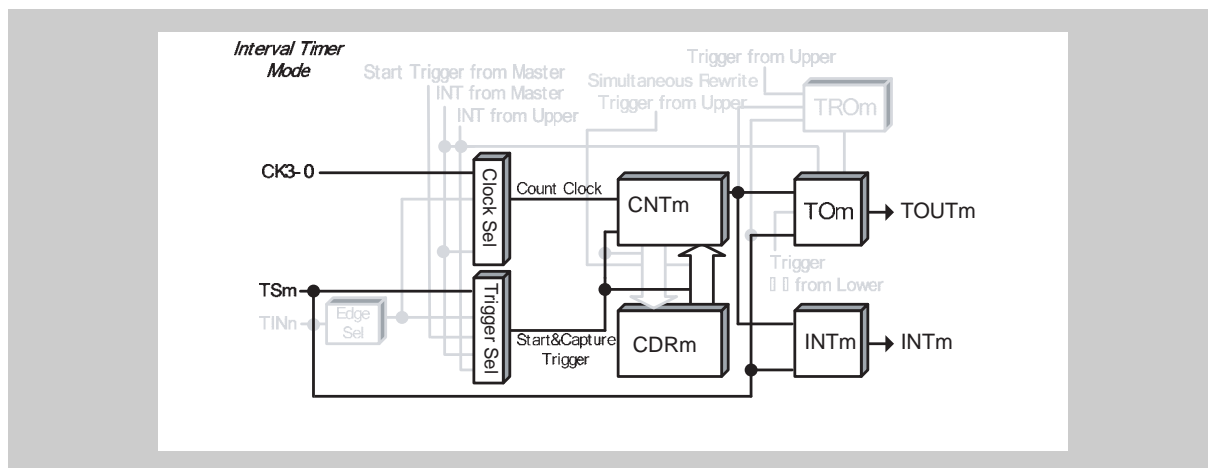 Interval Timer
Mode
Start Trigger from Master
INT from Master
INT from Upper
Simultaneous Rewrite
Trigger from Upper
Trigger from Upper
TROm
CK3-0
Clock Sel
Count Clock
CNTm
TOm
TOUTm
Trigger
from Lower
TSm
TINn
Edge
Sel
Trigger Sel
Start&Capture
Trigger
CDRm
INTm
INTm